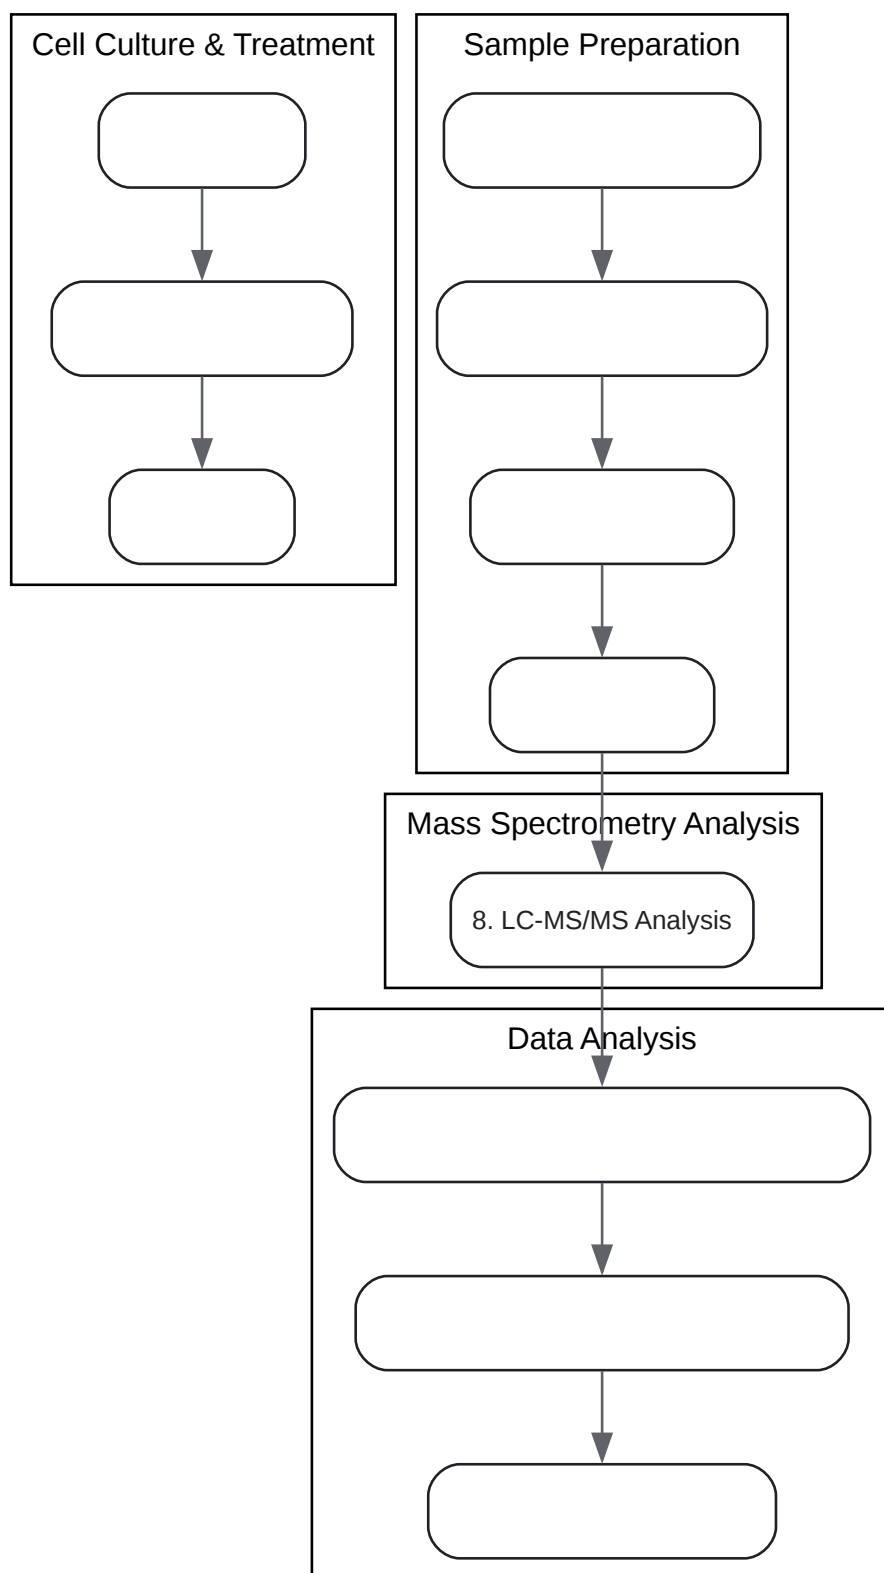 Cell Culture & Treatment
Sample Preparation
Mass Spectrometry Analysis
8. LC-MS/MS Analysis
Data Analysis